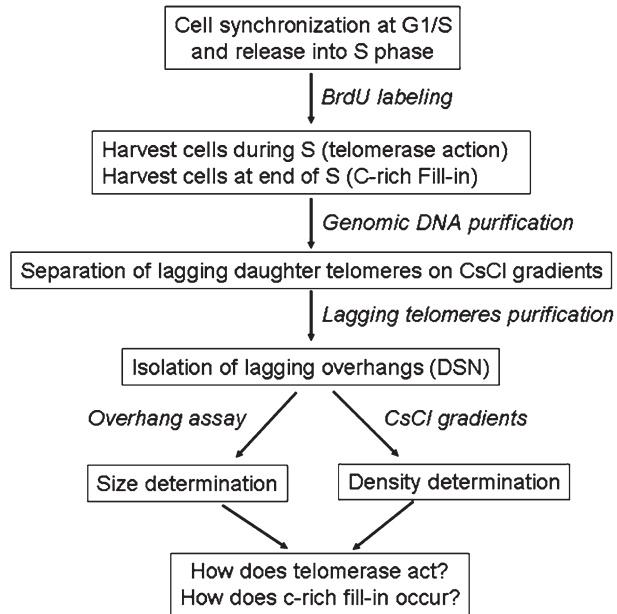 Cell synchronization at G1/S
and release into S phase
BrdU labeling
Harvest cells during S (telomerase action)
Harvest cells at end of S (C-rich Fill-in)
Genomic DNA purification
Separation of lagging daughter telomeres on CsCl gradients
Lagging telomeres purification
Isolation of lagging overhangs (DSN)
Overhang assay
CsCl gradients
Size determination
Density determination
How does telomerase act?
How does c-rich fill-in occur?